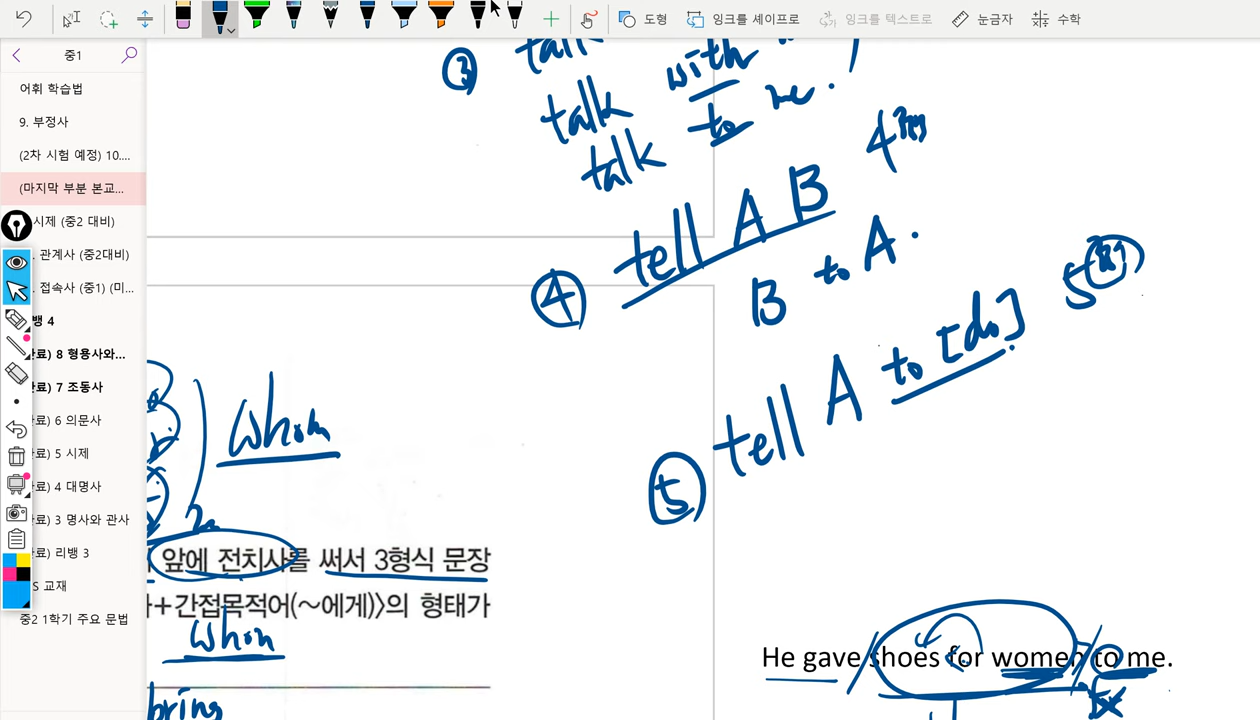 도형
잉크를 셰이프로
잉크를 텍스트로
눈금자
수학
중1
어휘 학습법
9. 부정사
(2차 시험 예정) 10....
(마지막 부분 본교...
시제 (중2 대비)
. 관계사 (중2대비)
. 접속사 (중1) (미...
뱅 4
료) 8 형용사와...
료) 7 조동사
료) 6 의문사
료) 5 시제
료) 4 대명사
료) 3 명사와 관사
료) 리뱅 3
S 교재
중2 1학기 주요 문법
③ talk with
talk to me.
talk
④ tell A B 4형
B to A.
⑤ tell A to [do] 5형
whom
앞에 전치사를 써서 3형식 문장
+간접목적어(~에게)>의 형태가
whom
bring
He gave shoes for women to me.